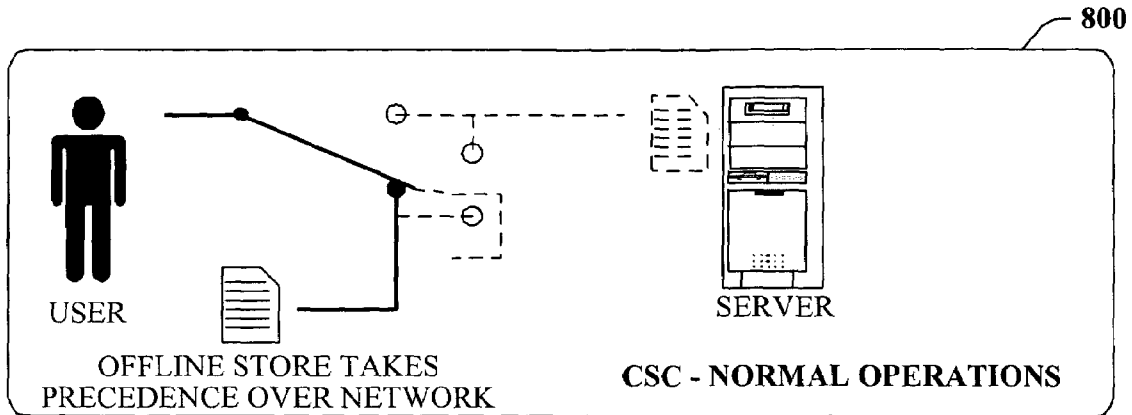 800
USER
SERVER
OFFLINE STORE TAKES
PRECEDENCE OVER NETWORK
CSC - NORMAL OPERATIONS